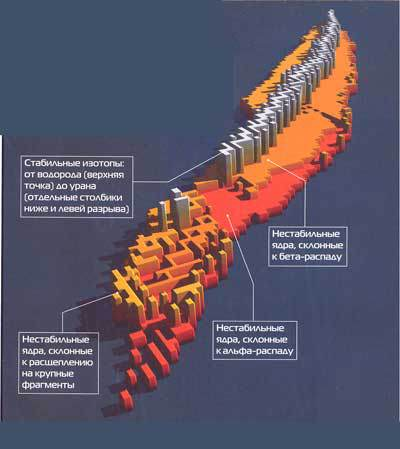 Стабильные изотопы:
от водорода (верхняя
точка) до урана
(отдельные столбики
ниже и левей разрыва)
Нестабильные
ядра, склонные
к бета-распаду
Нестабильные
ядра, склонные
к альфа-распаду
Нестабильные
ядра, склонные
к расщеплению
на крупные
фрагменты